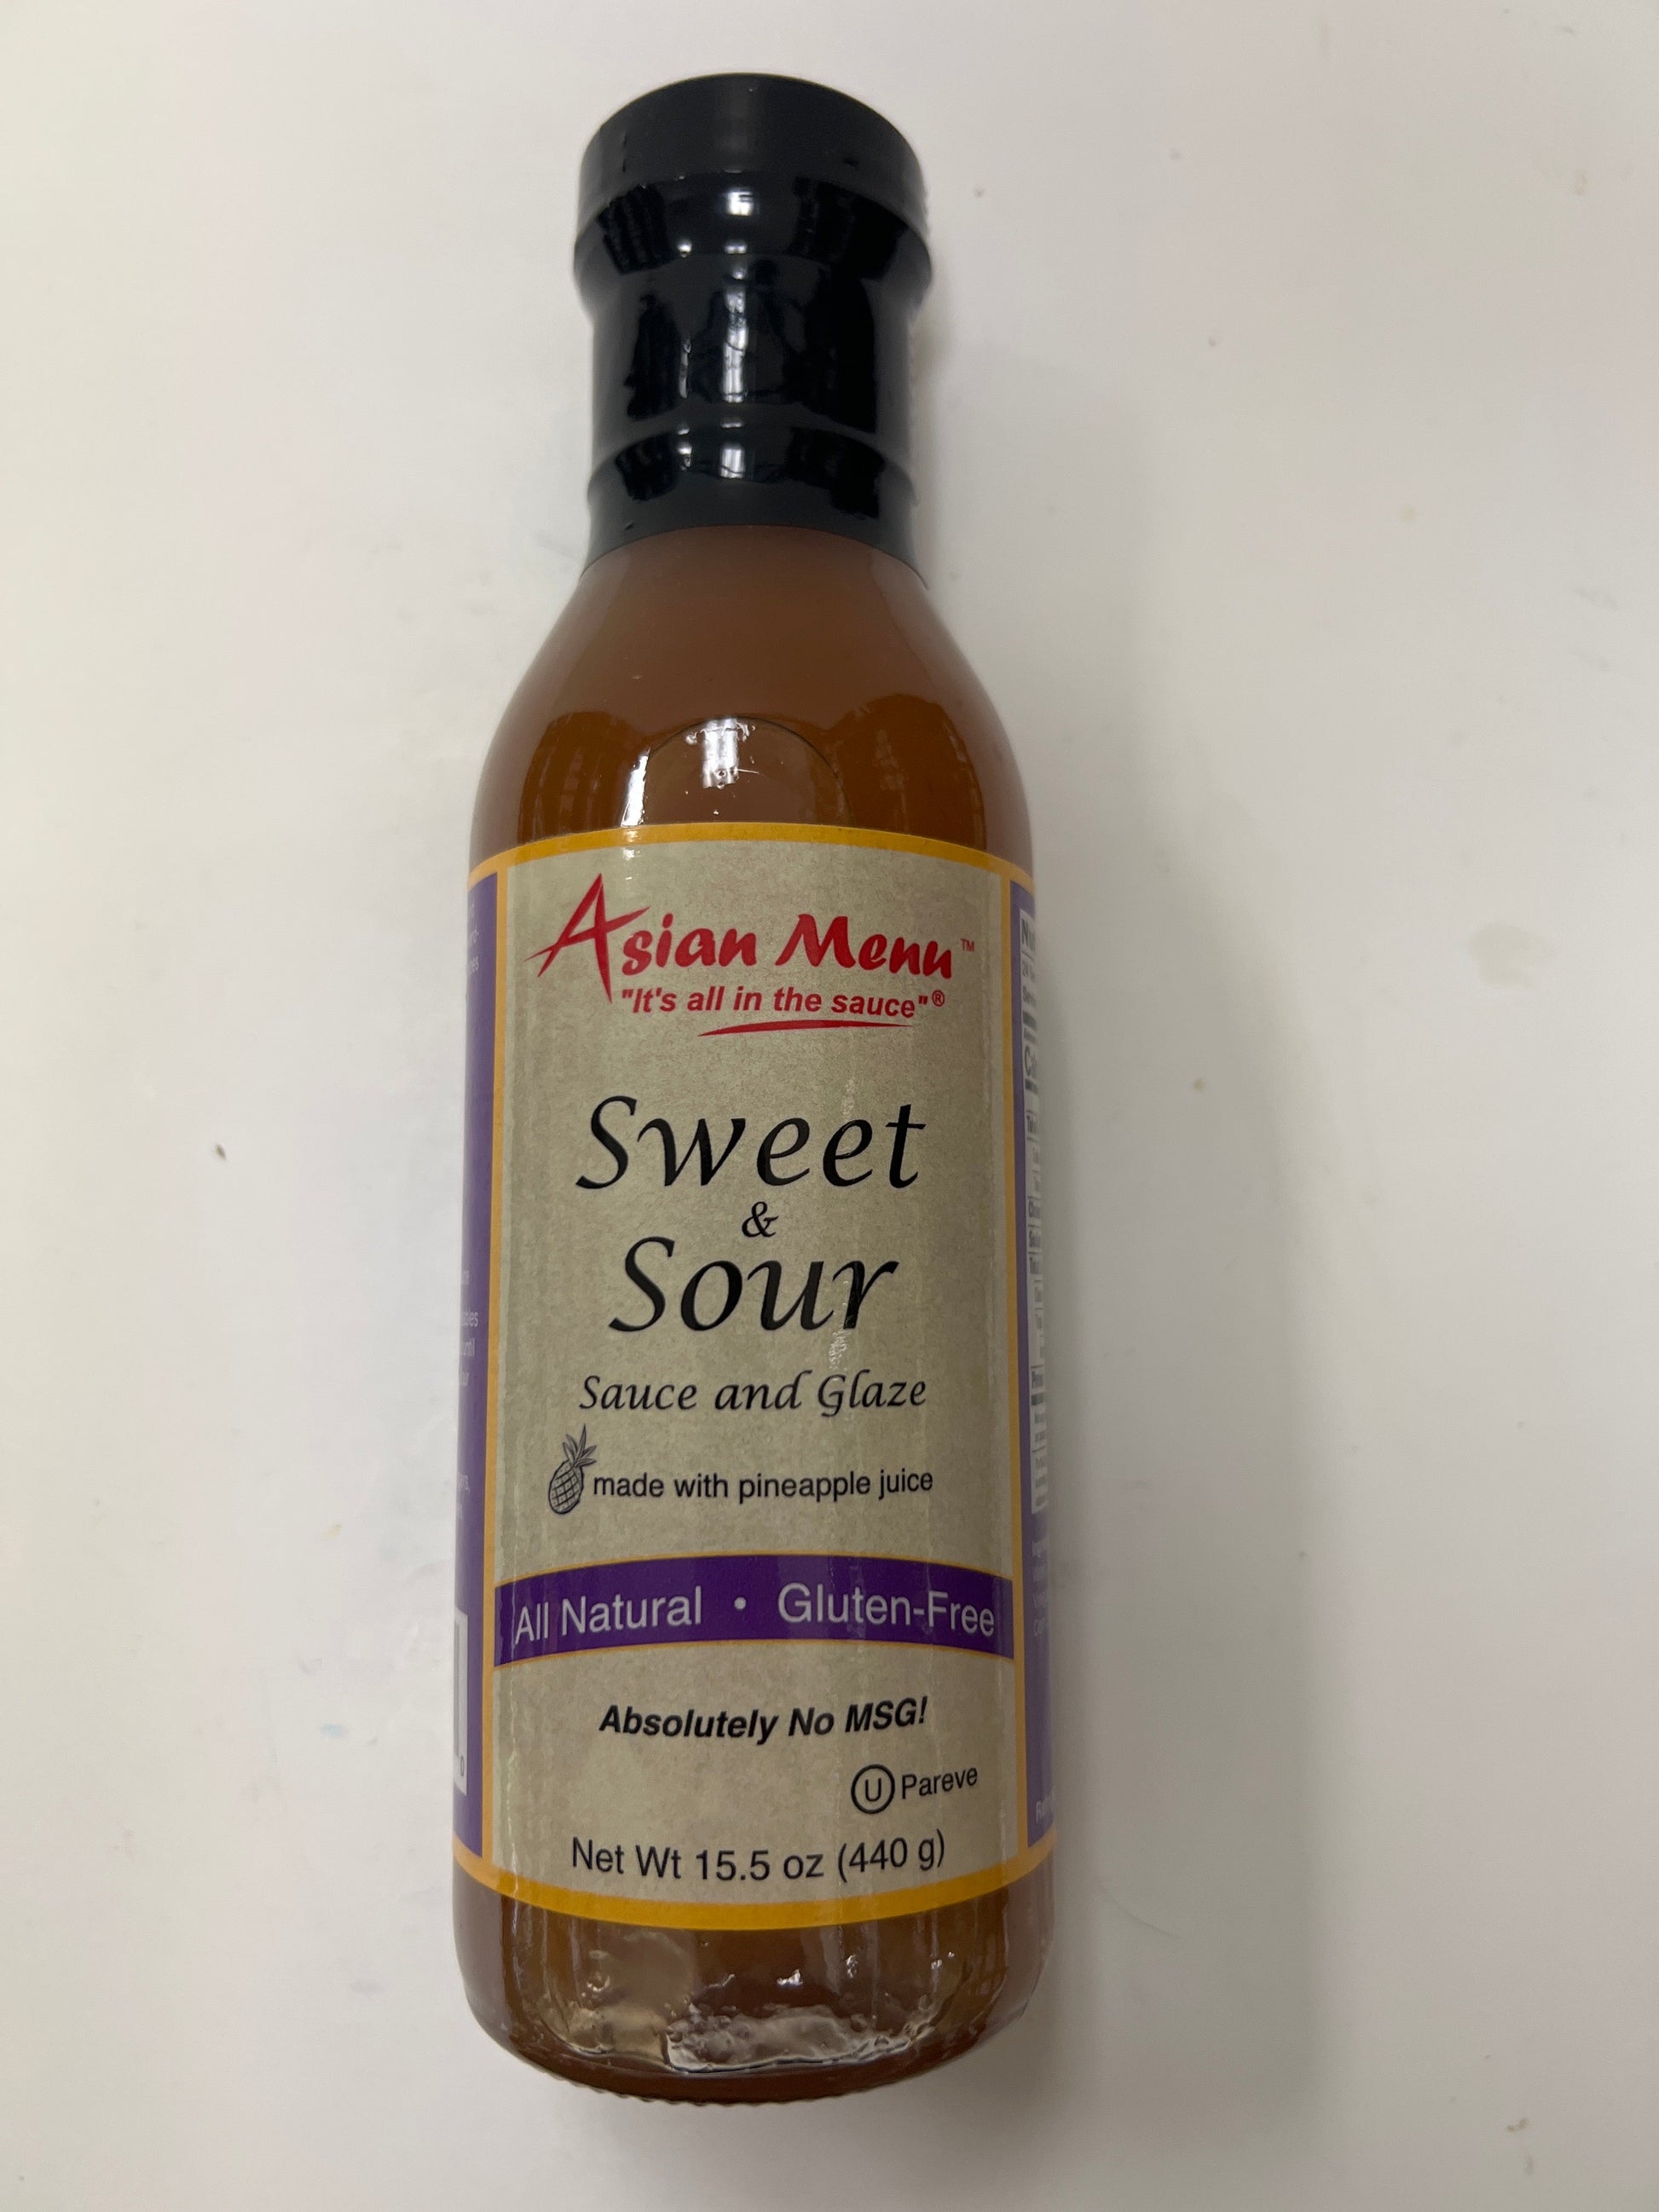 Asian Menu™
"It's all in the sauce"®
Sweet
&
Sour
Sauce and Glaze
made with pineapple juice
All Natural • Gluten-Free
Absolutely No MSG!
U Pareve
Net Wt 15.5 oz (440 g)